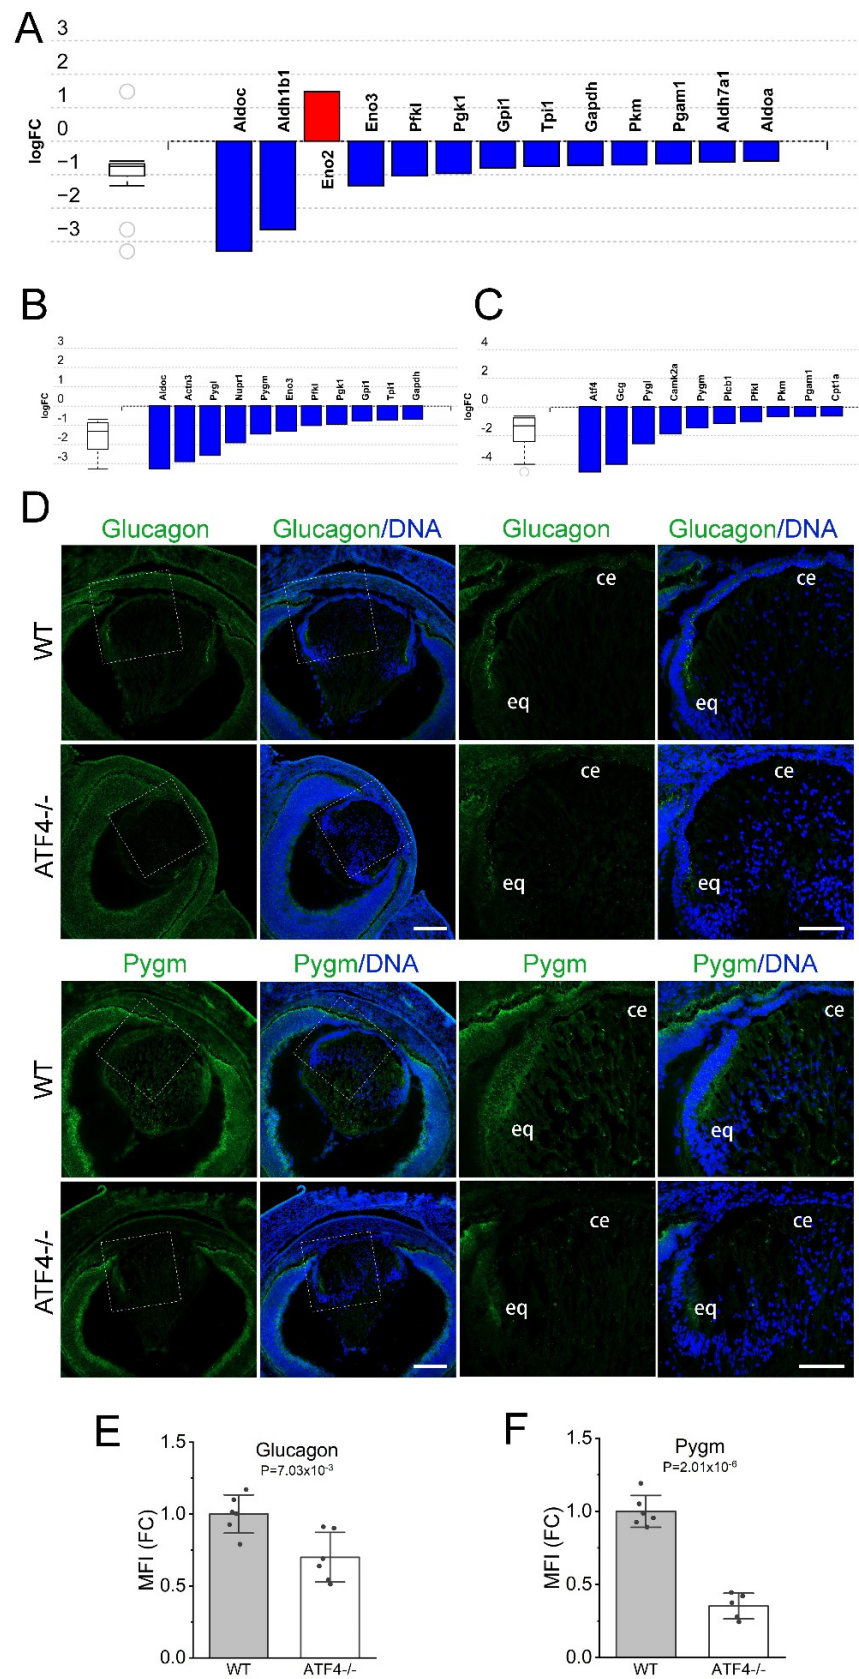 A
3
2
1
0
−1
−2
−3
logFC
Aldoc
Aldh1b1
Eno2
Eno3
Pfkl
Pgk1
Gpi1
Tpi1
Gapdh
Pkm
Pgam1
Aldh7a1
Aldoa
B
3
2
1
0
−1
−2
−3
logFC
Aldoc
Actn3
Pygl
Nupr1
Pygm
Eno3
Pfkl
Pgk1
Gpi1
Tpi1
Gapdh
C
4
2
0
−2
−4
logFC
Atf4
Gcg
Pygl
Camk2a
Pygm
Plcb1
Pfkl
Pkm
Pgam1
Cpt1a
D
Glucagon Glucagon/DNA Glucagon Glucagon/DNA
WT
ce ce
eq eq
ATF4-/-
ce ce
eq eq
Pygm Pygm/DNA Pygm Pygm/DNA
WT
ce ce
eq eq
ATF4-/-
ce ce
eq eq
E
Glucagon
P=7.03x10⁻³
MFI (FC)
1.5
1.0
0.5
0.0
WT ATF4-/-
F
Pygm
P=2.01x10⁻⁶
MFI (FC)
1.5
1.0
0.5
0.0
WT ATF4-/-